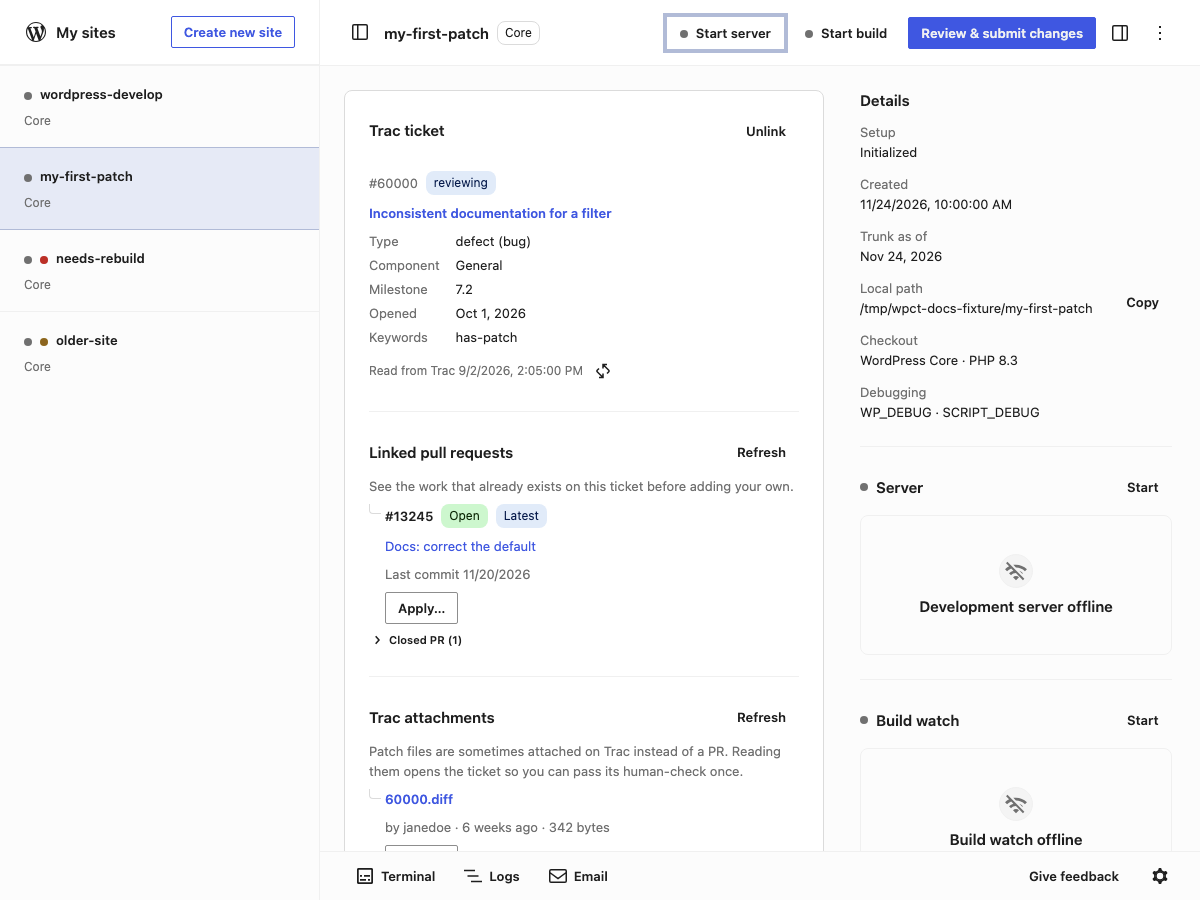 My sites
Create new site
wordpress-develop
Core
my-first-patch
Core
needs-rebuild
Core
older-site
Core
my-first-patch
Core
Start server
Start build
Review & submit changes
Trac ticket
Unlink
#60000
reviewing
Inconsistent documentation for a filter
Type
defect (bug)
Component
General
Milestone
7.2
Opened
Oct 1, 2026
Keywords
has-patch
Read from Trac 9/2/2026, 2:05:00 PM
Linked pull requests
Refresh
See the work that already exists on this ticket before adding your own.
#13245
Open
Latest
Docs: correct the default
Last commit 11/20/2026
Apply...
Closed PR (1)
Trac attachments
Refresh
Patch files are sometimes attached on Trac instead of a PR. Reading
them opens the ticket so you can pass its human-check once.
60000.diff
by janedoe · 6 weeks ago · 342 bytes
Details
Setup
Initialized
Created
11/24/2026, 10:00:00 AM
Trunk as of
Nov 24, 2026
Local path
/tmp/wpct-docs-fixture/my-first-patch
Copy
Checkout
WordPress Core · PHP 8.3
Debugging
WP_DEBUG · SCRIPT_DEBUG
Server
Start
Development server offline
Build watch
Start
Build watch offline
Terminal
Logs
Email
Give feedback